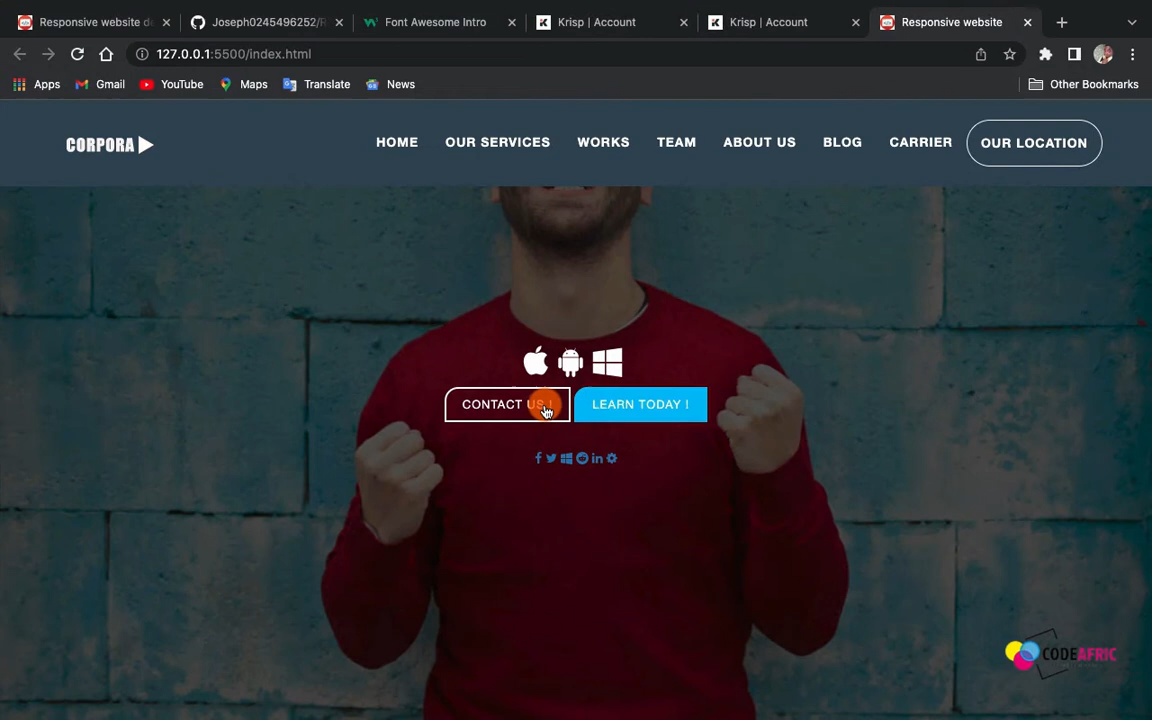 Responsive website de
Joseph0245496252/R
Font Awesome Intro
Krisp | Account
Krisp | Account
Responsive website
127.0.0.1:5500/index.html
Apps
Gmail
YouTube
Maps
Translate
News
Other Bookmarks
CORPORA
HOME
OUR SERVICES
WORKS
TEAM
ABOUT US
BLOG
CARRIER
OUR LOCATION
CONTACT US !
LEARN TODAY !
CODEAFRIC